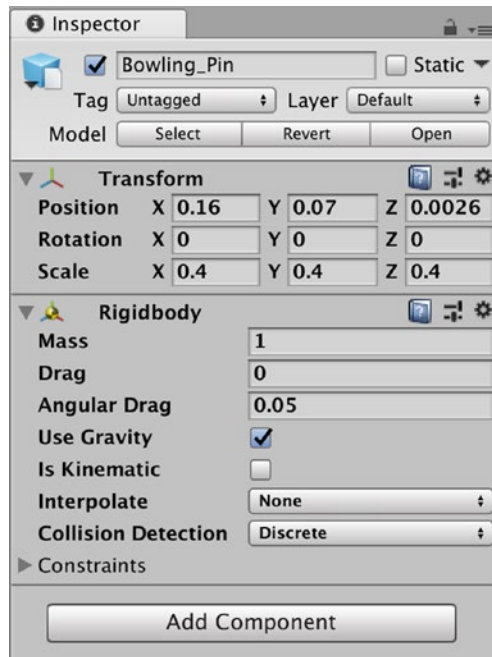 Inspector
Bowling_Pin Static
Tag Untagged Layer Default
Model Select Revert Open
Transform
Position X 0.16 Y 0.07 Z 0.0026
Rotation X 0 Y 0 Z 0
Scale X 0.4 Y 0.4 Z 0.4
Rigidbody
Mass 1
Drag 0
Angular Drag 0.05
Use Gravity
Is Kinematic
Interpolate None
Collision Detection Discrete
Constraints
Add Component